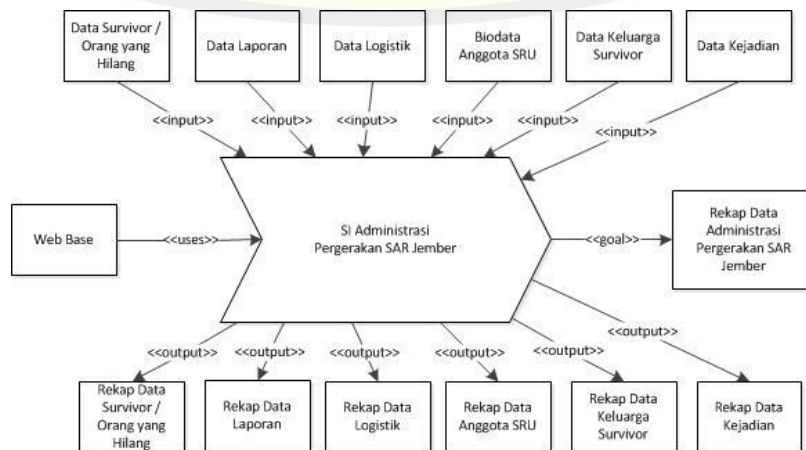 Data Survivor /
Orang yang
Hilang
Data Laporan
Data Logistik
Biodata
Anggota SRU
Data Keluarga
Survivor
Data Kejadian
<<input>>
<<input>>
<<input>>
<<input>>
<<input>>
<<input>>
Web Base
<<uses>>
SI Administrasi
Pergerakan SAR Jember
<<goal>>
Rekap Data
Administrasi
Pergerakan SAR
Jember
<<output>>
<<output>>
<<output>>
<<output>>
<<output>>
<<output>>
Rekap Data
Survivor /
Orang yang
Hilang
Rekap Data
Laporan
Rekap Data
Logistik
Rekap Data
Anggota SRU
Rekap Data
Keluarga
Survivor
Rekap Data
Kejadian